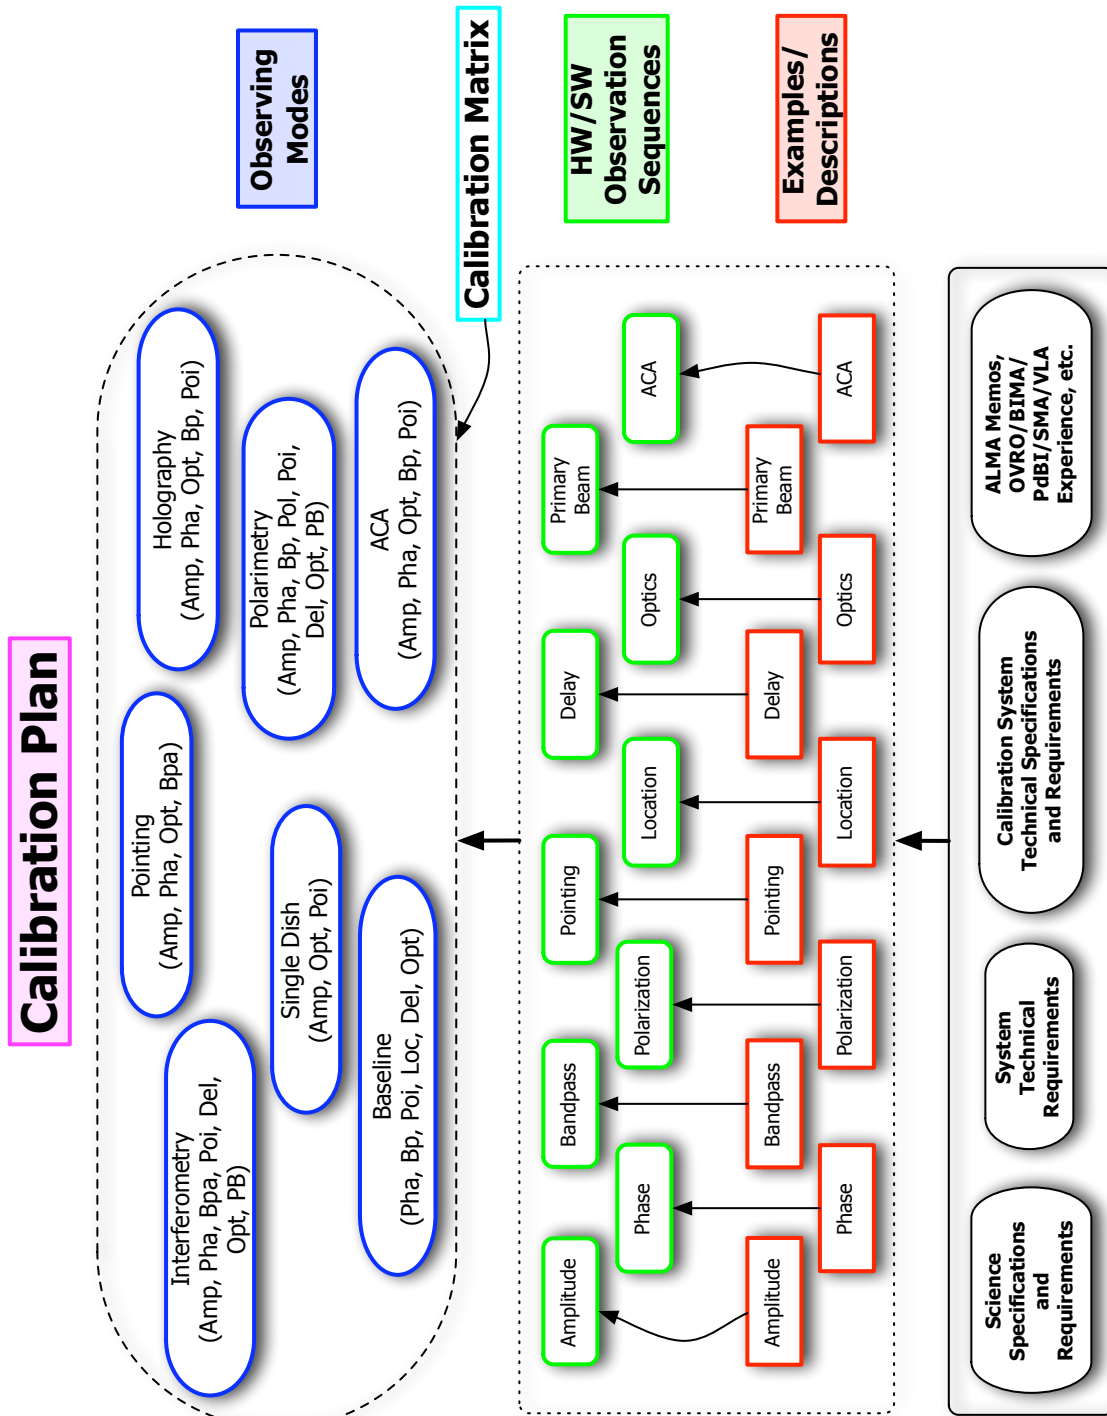 Calibration Plan
Observing
Modes
Interferometry
(Amp, Pha, Bpa, Poi, Del,
Opt, PB)
Pointing
(Amp, Pha, Opt, Bpa)
Holography
(Amp, Pha, Opt, Bp, Poi)
Single Dish
(Amp, Opt, Poi)
Polarimetry
(Amp, Pha, Bp, Pol, Poi,
Del, Opt, PB)
Baseline
(Pha, Bp, Poi, Loc, Del, Opt)
ACA
(Amp, Pha, Opt, Bp, Poi)
Calibration Matrix
HW/SW
Observation
Sequences
Amplitude
Phase
Bandpass
Polarization
Pointing
Location
Delay
Optics
Primary
Beam
ACA
Examples/
Descriptions
Amplitude
Phase
Bandpass
Polarization
Pointing
Location
Delay
Optics
Primary
Beam
ACA
Science
Specifications
and
Requirements
System
Technical
Requirements
Calibration System
Technical Specifications
and Requirements
ALMA Memos,
OVRO/BIMA/
PdBI/SMA/VLA
Experience, etc.